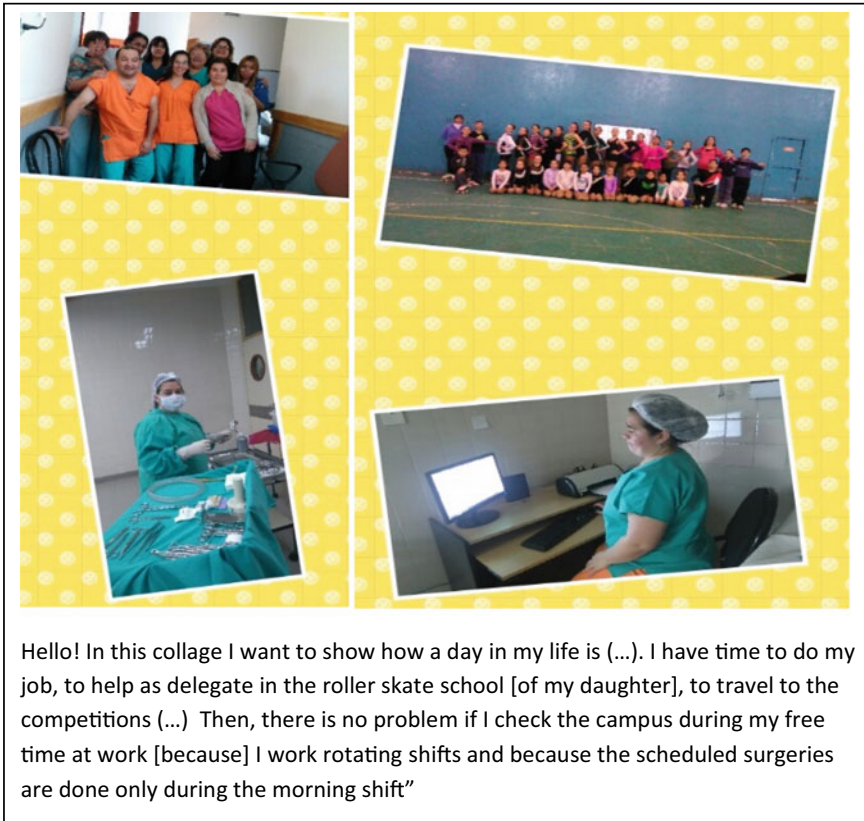 Hello! In this collage I want to show how a day in my life is (...). I have time to do my
job, to help as delegate in the roller skate school [of my daughter], to travel to the
competitions (...)  Then, there is no problem if I check the campus during my free
time at work [because] I work rotating shifts and because the scheduled surgeries
are done only during the morning shift”